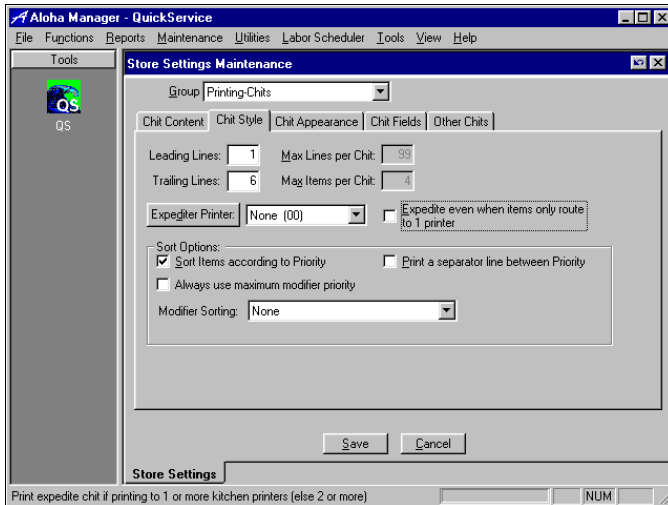 Aloha Manager - QuickService
File Functions Reports Maintenance Utilities Labor Scheduler Tools View Help
Tools
QS
QS
Store Settings Maintenance
Group Printing-Chits
Chit Content Chit Style Chit Appearance Chit Fields Other Chits
Leading Lines: 1 Max Lines per Chit: 99
Trailing Lines: 6 Max Items per Chit: 4
Expediter Printer: None (00) Expedite even when items only route
to 1 printer
Sort Options:
Sort Items according to Priority Print a separator line between Priority
Always use maximum modifier priority
Modifier Sorting: None
Save Cancel
Store Settings
Print expedite chit if printing to 1 or more kitchen printers (else 2 or more) NUM